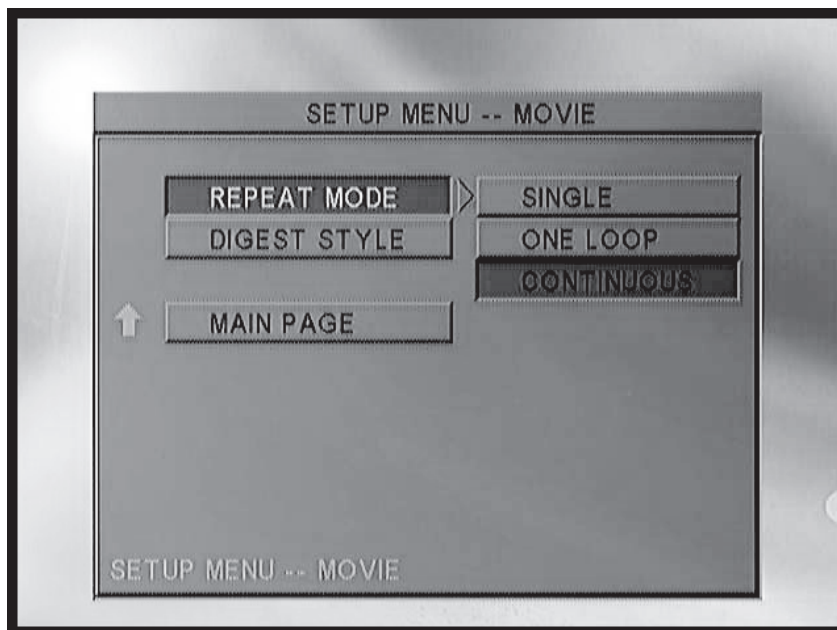 SETUP MENU -- MOVIE
REPEAT MODE
SINGLE
DIGEST STYLE
ONE LOOP
CONTINUOUS
MAIN PAGE
SETUP MENU -- MOVIE